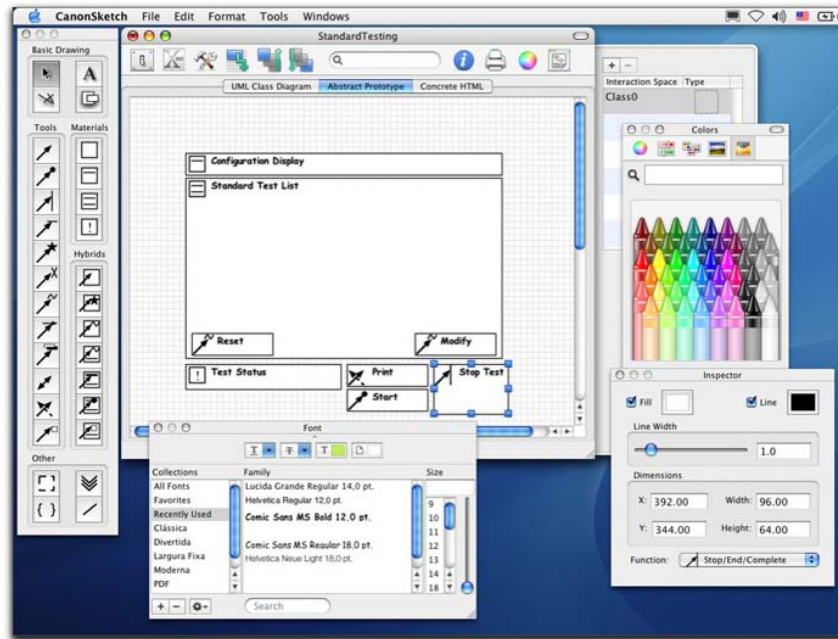 CanonSketch File Edit Format Tools Windows
Basic Drawing
A
Tools
Materials
!
Hybrids
Other
{ }
StandardTesting
UML Class Diagram
Abstract Prototype
Concrete HTML
Configuration Display
Standard Test List
Reset
Modify
! Test Status
Print
Start
Stop Test
+ −
Interaction Space Type
Class0
Colors
Inspector
Fill
Line
Line Width
1.0
Dimensions
X: 392.00 Width: 96.00
Y: 344.00 Height: 64.00
Function: Stop/End/Complete
Font
T T T
Collections
All Fonts
Favorites
Recently Used
Clássica
Divertida
Largura Fixa
Moderna
PDF
Family
Lucida Grande Regular 14,0 pt.
Helvetica Regular 12,0 pt.
Comic Sans MS Bold 12,0 pt.
Comic Sans MS Regular 18,0 pt.
Helvetica Neue Light 18,0 pt.
Size
9
10
11
12
13
14
18
+ −
Search